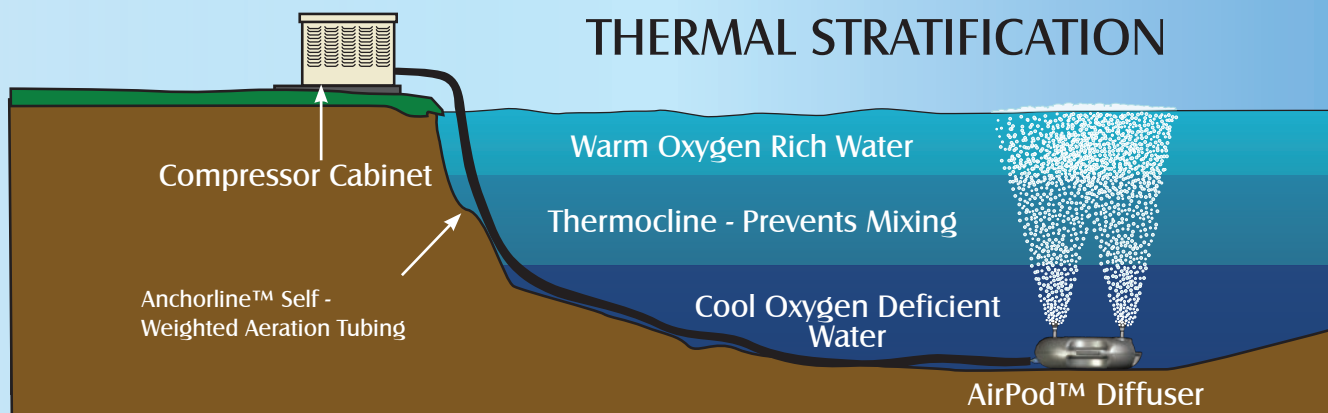 THERMAL STRATIFICATION
Warm Oxygen Rich Water
Compressor Cabinet
Thermocline - Prevents Mixing
Anchorline™ Self -
Weighted Aeration Tubing
Cool Oxygen Deficient
Water
AirPod™ Diffuser